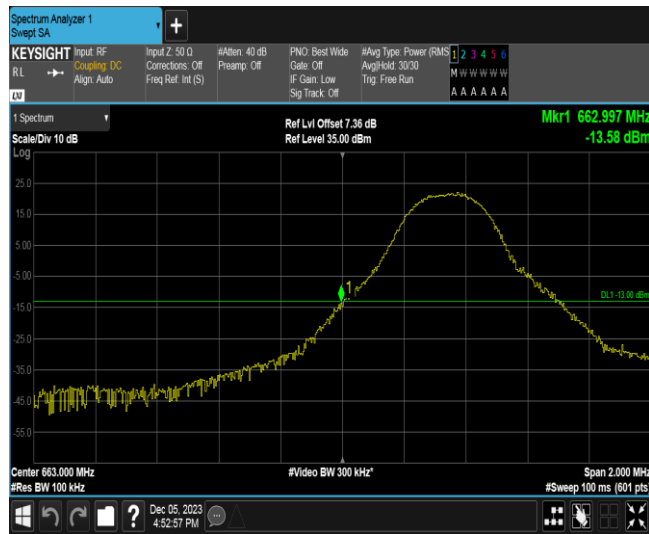 Spectrum Analyzer 1
Swept SA
KEYSIGHT
RL
LXI
Input: RF
Coupling: DC
Align: Auto
Input Z: 50 Ω
Corrections: Off
Freq Ref: Int (S)
#Atten: 40 dB
Preamp: Off
PNO: Best Wide
Gate: Off
IF Gain: Low
Sig Track: Off
#Avg Type: Power (RMS
Avg|Hold: 30/30
Trig: Free Run
1 2 3 4 5 6
M W W W W W
A A A A A A
1 Spectrum
Scale/Div 10 dB
Ref Lvl Offset 7.36 dB
Ref Level 35.00 dBm
Mkr1 662.997 MHz
-13.58 dBm
Log
25.0
15.0
5.00
-5.00
1
DL1 -13.00 dBm
-15.0
-25.0
-35.0
-45.0
-55.0
Center 663.000 MHz
#Video BW 300 kHz*
Span 2.000 MHz
#Res BW 100 kHz
#Sweep 100 ms (601 pts
Dec 05, 2023
4:52:57 PM